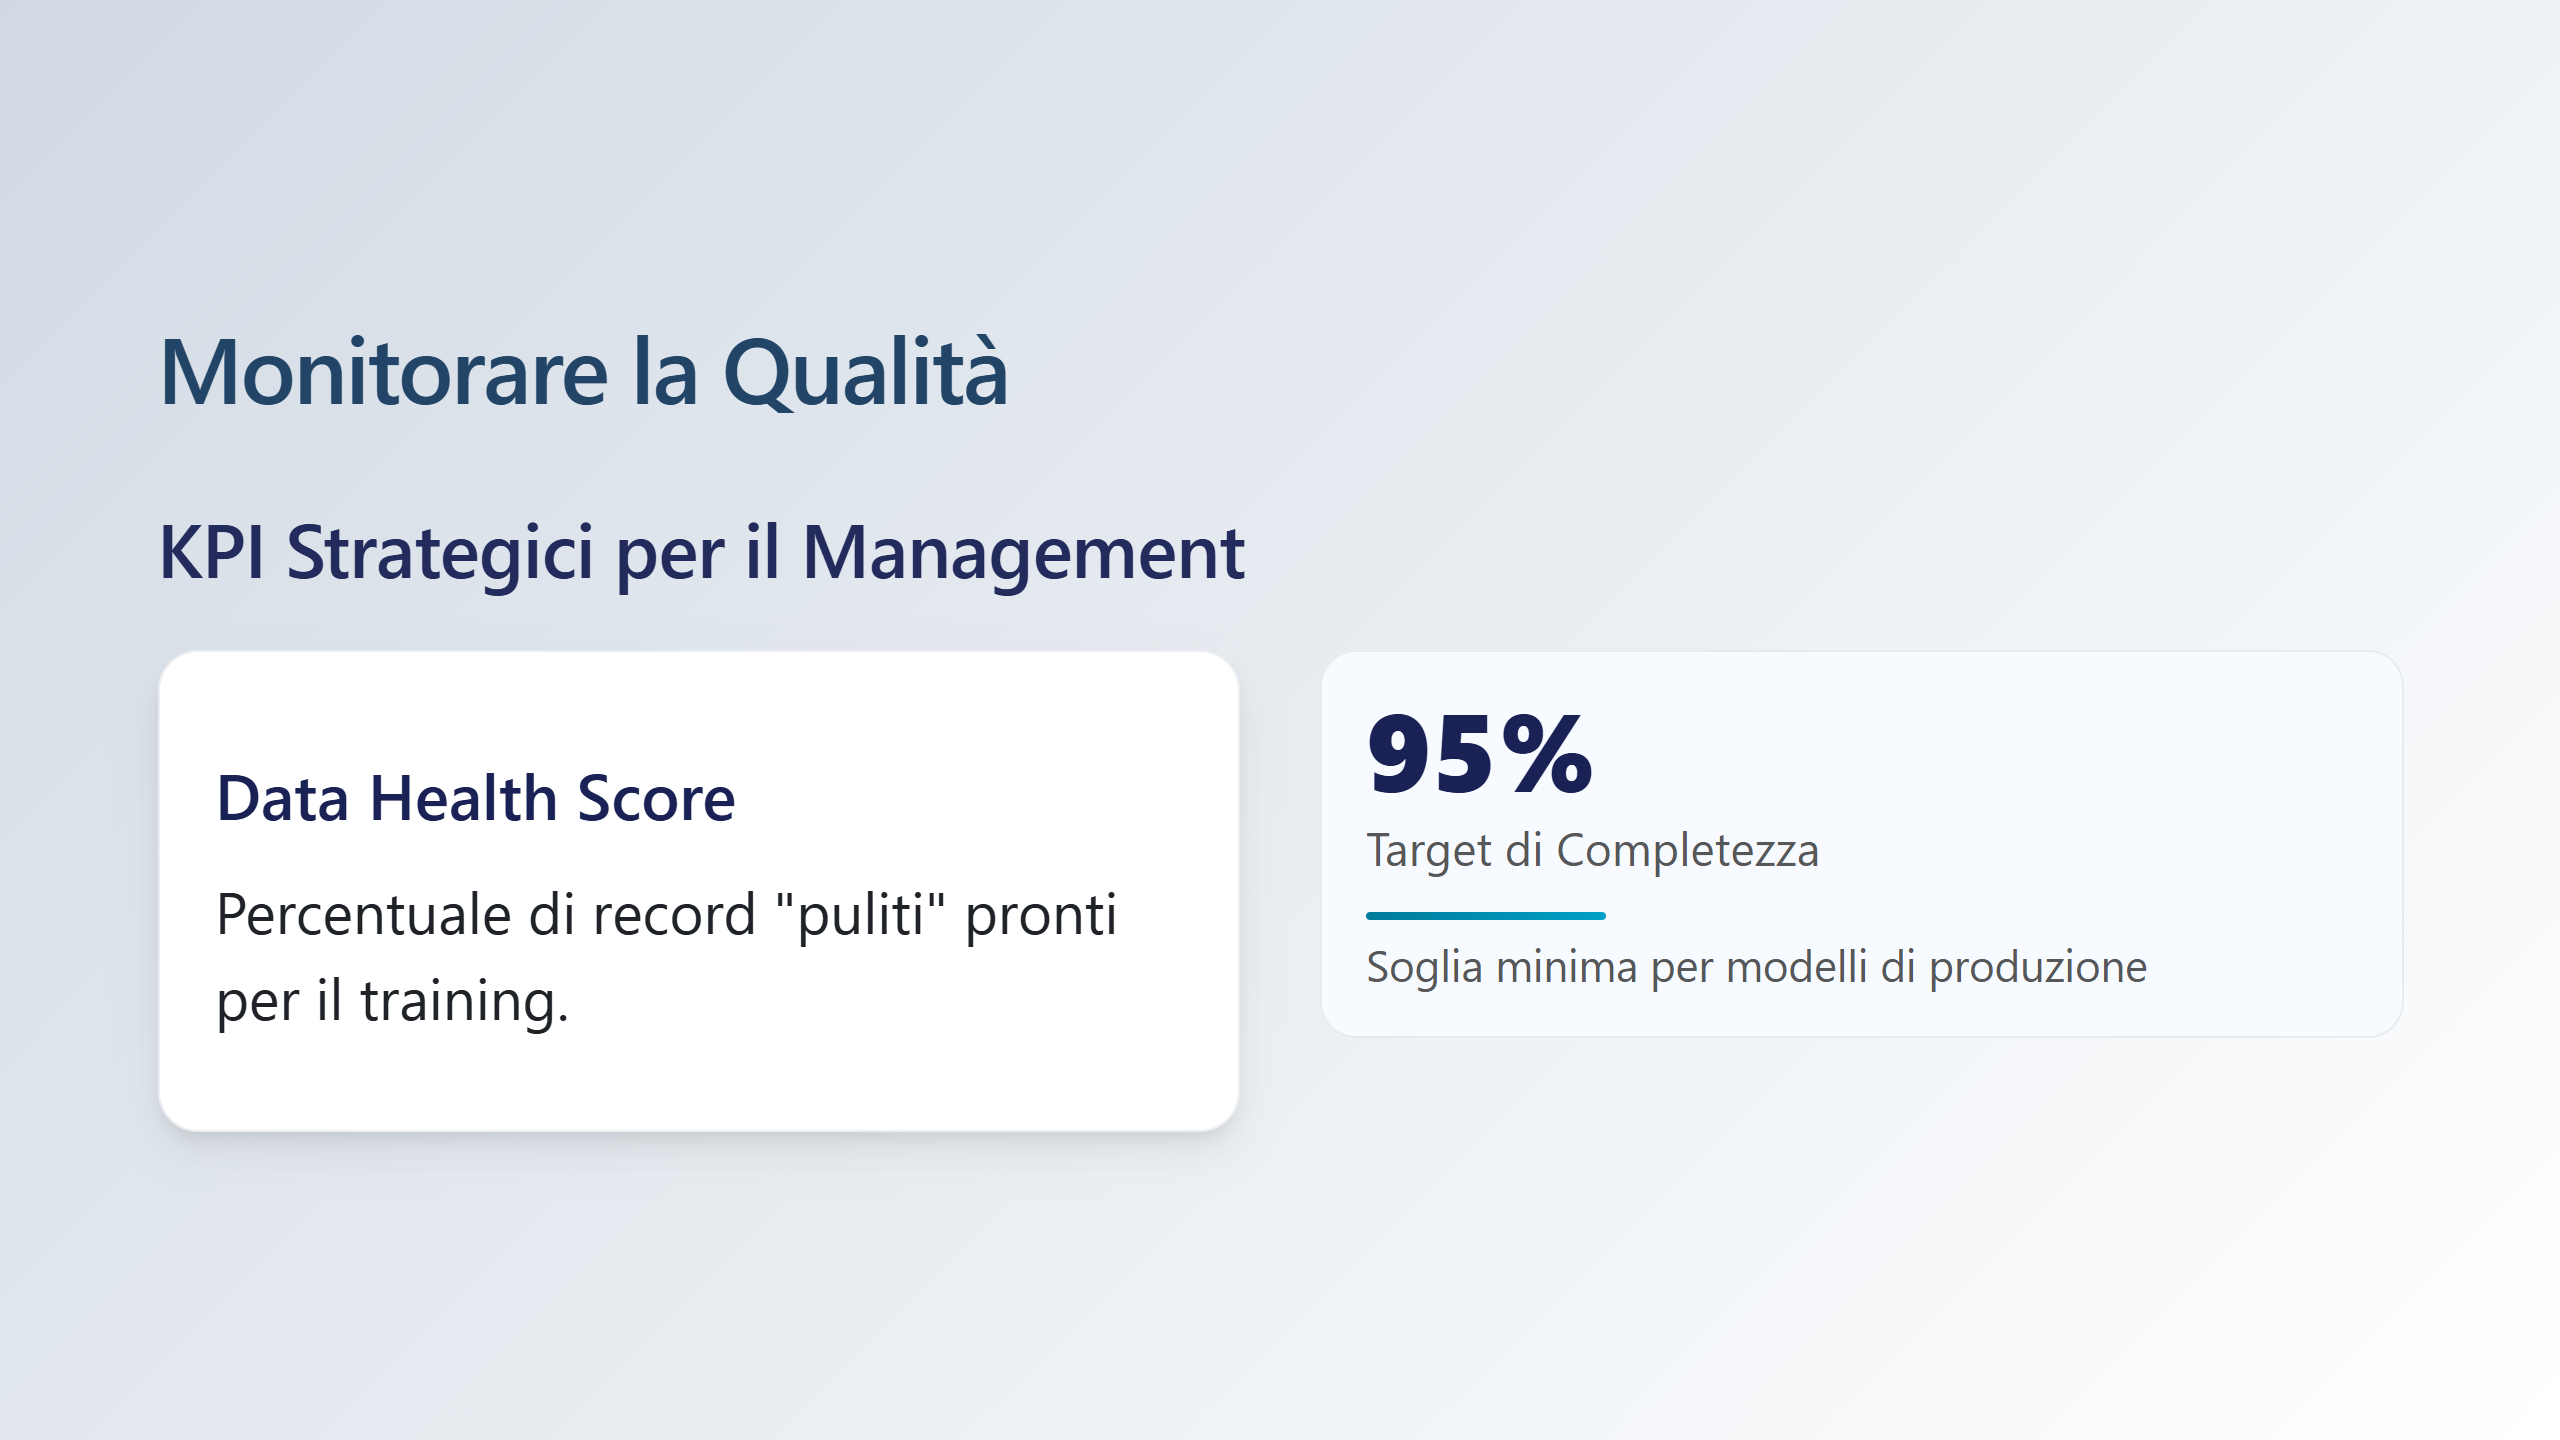 Monitorare la Qualità
KPI Strategici per il Management
Data Health Score
Percentuale di record "puliti" pronti
per il training.
95%
Target di Completezza
Soglia minima per modelli di produzione